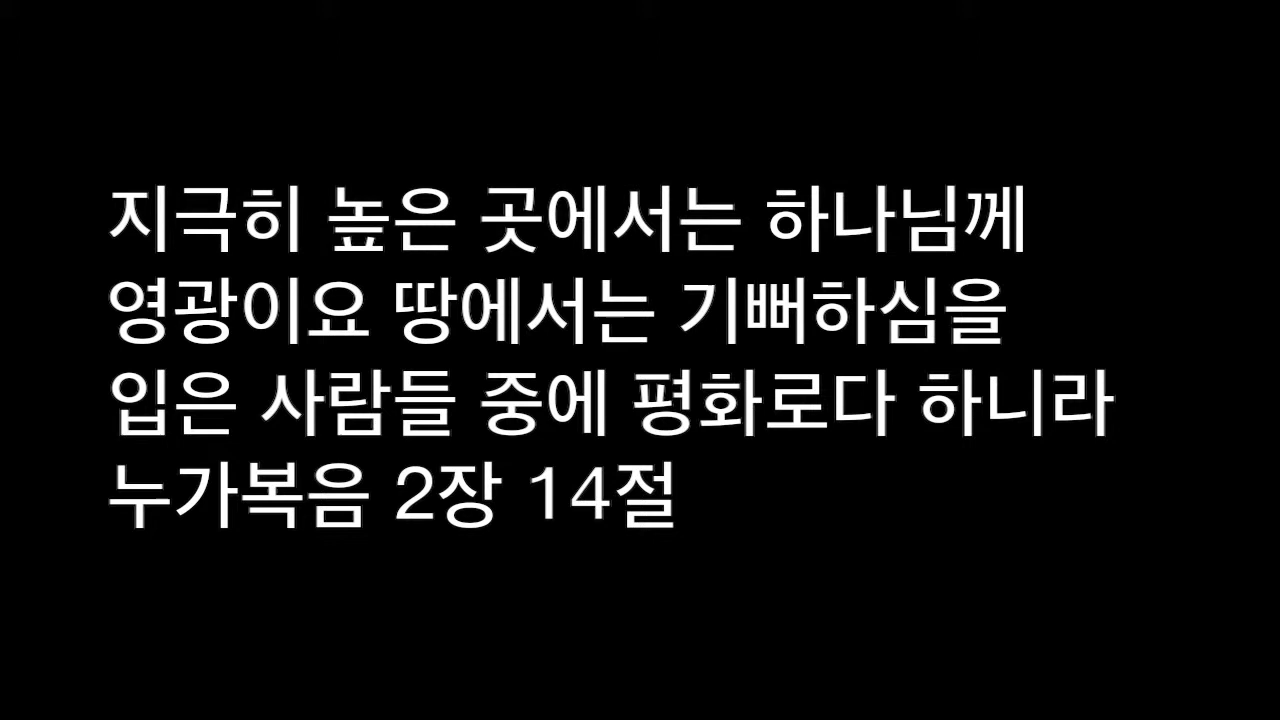 지극히 높은 곳에서는 하나님께
영광이요 땅에서는 기뻐하심을
입은 사람들 중에 평화로다 하니라
누가복음 2장 14절